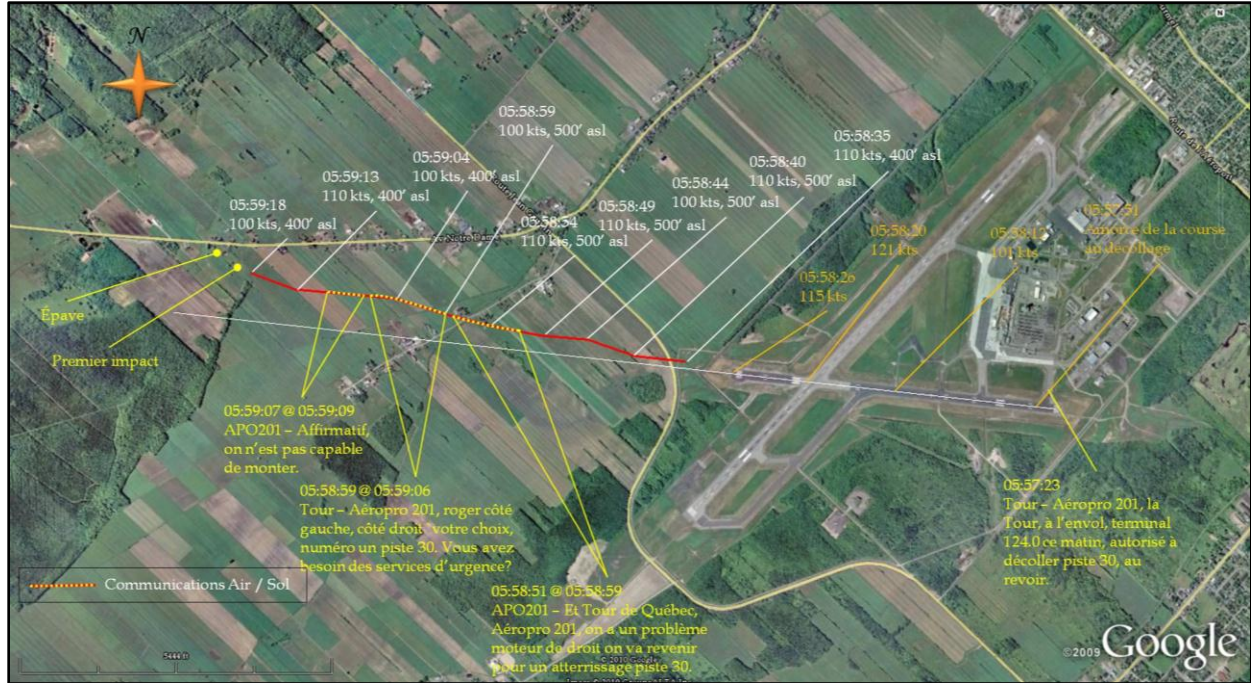 N
N
05:58:59
100 kts, 500' asl
05:59:04
100 kts, 400' asl
05:59:13
110 kts, 400' asl
05:59:18
100 kts, 400' asl
05:58:35
110 kts, 400' asl
05:58:40
110 kts, 500' asl
05:58:44
100 kts, 500' asl
05:58:49
110 kts, 500' asl
05:58:54
110 kts, 500' asl
05:58:20
121 kts
05:58:26
115 kts
101 kts
05:57:51
Amorce de la course
au décollage
Notre Dame
Épave
Premier impact
05:59:07 @ 05:59:09
APO201 – Affirmatif,
on n'est pas capable
de monter.
05:58:59 @ 05:59:06
Tour – Aéropro 201, roger côté
gauche, côté droit votre choix,
numéro un piste 30. Vous avez
besoin des services d'urgence?
05:58:51 @ 05:58:59
APO201 – Et Tour de Québec,
Aéropro 201, on a un problème
moteur de droit on va revenir
pour un atterrissage piste 30.
05:57:23
Tour – Aéropro 201, la
Tour, à l'envol, terminal
124.0 ce matin, autorisé à
décoller piste 30, au
revoir.
Communications Air / Sol
5444 ft
© 2010 Google
©2009 Google